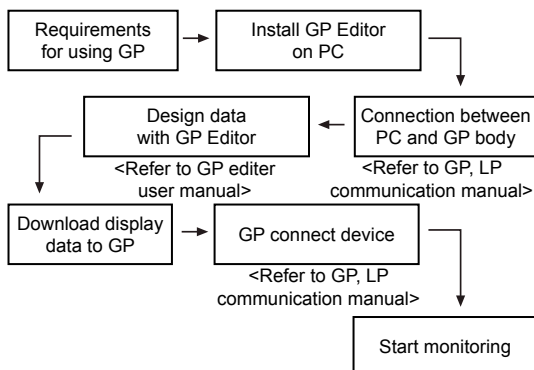 Requirements
for using GP
Install GP Editor
on PC
Connection between
PC and GP body
<Refer to GP, LP
communication manual>
Design data
with GP Editor
<Refer to GP editer
user manual>
Download display
data to GP
GP connect device
<Refer to GP, LP
communication manual>
Start monitoring